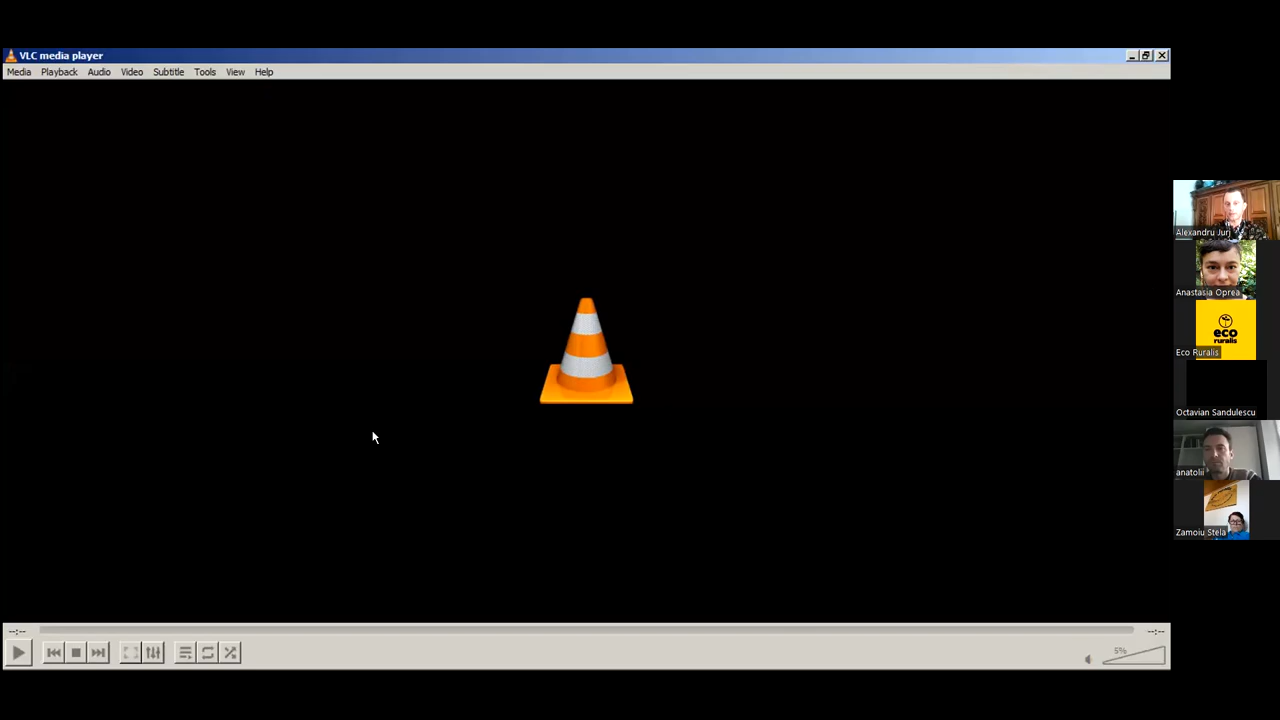 VLC media player
Media Playback Audio Video Subtitle Tools View Help
Alexandru Jurj
Anastasia Oprea
eco
ruralis
Eco Ruralis
Octavian Sandulescu
anatolii
Zamoiu Stela
--:-- --:--
5%